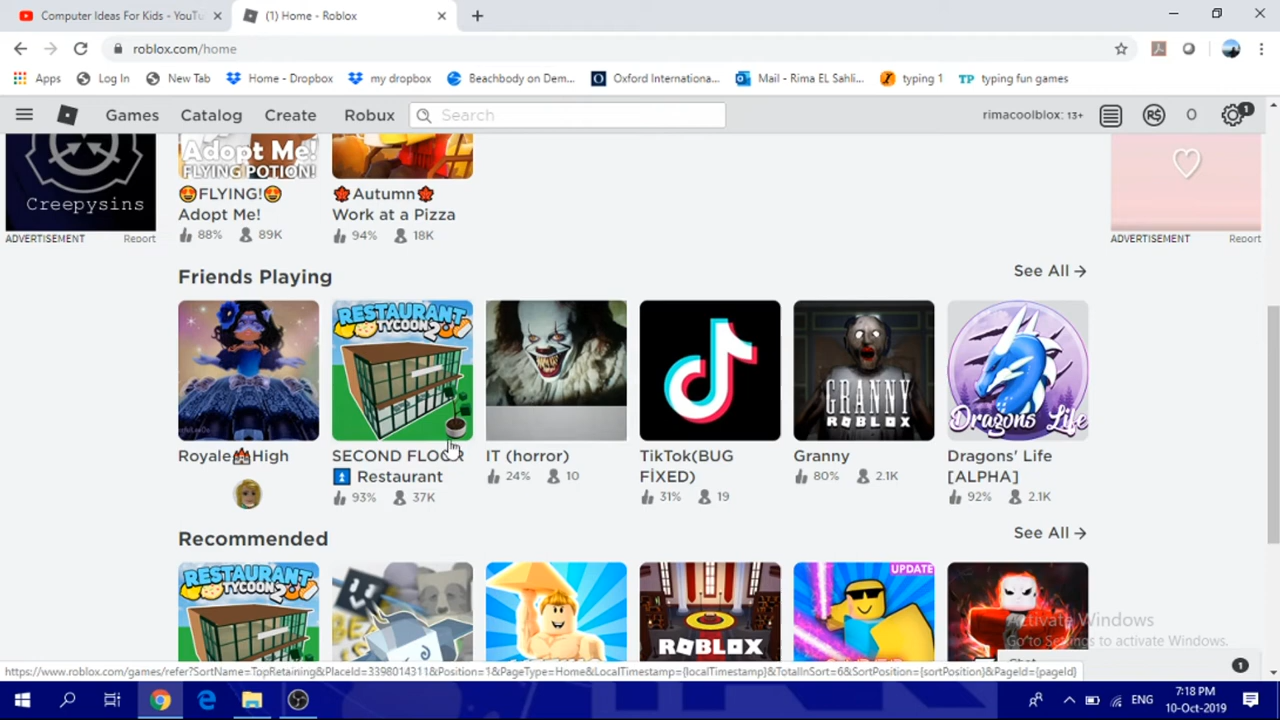 Computer Ideas For Kids - YouTu
(1) Home - Roblox
roblox.com/home
Apps
Log In
New Tab
Home - Dropbox
my dropbox
Beachbody on Dem...
Oxford Internationa...
Mail - Rima EL Sahli...
typing 1
TP typing fun games
Games
Catalog
Create
Robux
Search
rimacoolblox: 13+
0
1
Creepysins
ADVERTISEMENT
Report
Adopt Me!
FLYING POTION!
😍FLYING!😍
Adopt Me!
88% 89K
🍁Autumn🍁
Work at a Pizza
94% 18K
ADVERTISEMENT
Report
Friends Playing
See All →
RESTAURANT
TYCOON 2
GRANNY
ROBLOX
Dragons Life
Royale🏰High
SECOND FLOOR
⏫ Restaurant
93% 37K
IT (horror)
24% 10
TikTok(BUG
FİXED)
31% 19
Granny
80% 2.1K
Dragons' Life
[ALPHA]
92% 2.1K
Recommended
See All →
RESTAURANT
TYCOON 2
ROBLOX
UPDATE
Activate Windows
Go to Settings to activate Windows.
Chat
1
https://www.roblox.com/games/refer?SortName=TopRetaining&PlaceId=3398014311&Position=1&PageType=Home&LocalTimestamp={localTimestamp}&TotalInSort=6&SortPosition={sortPosition}&PageId={pageId}
ENG
7:18 PM
10-Oct-2019